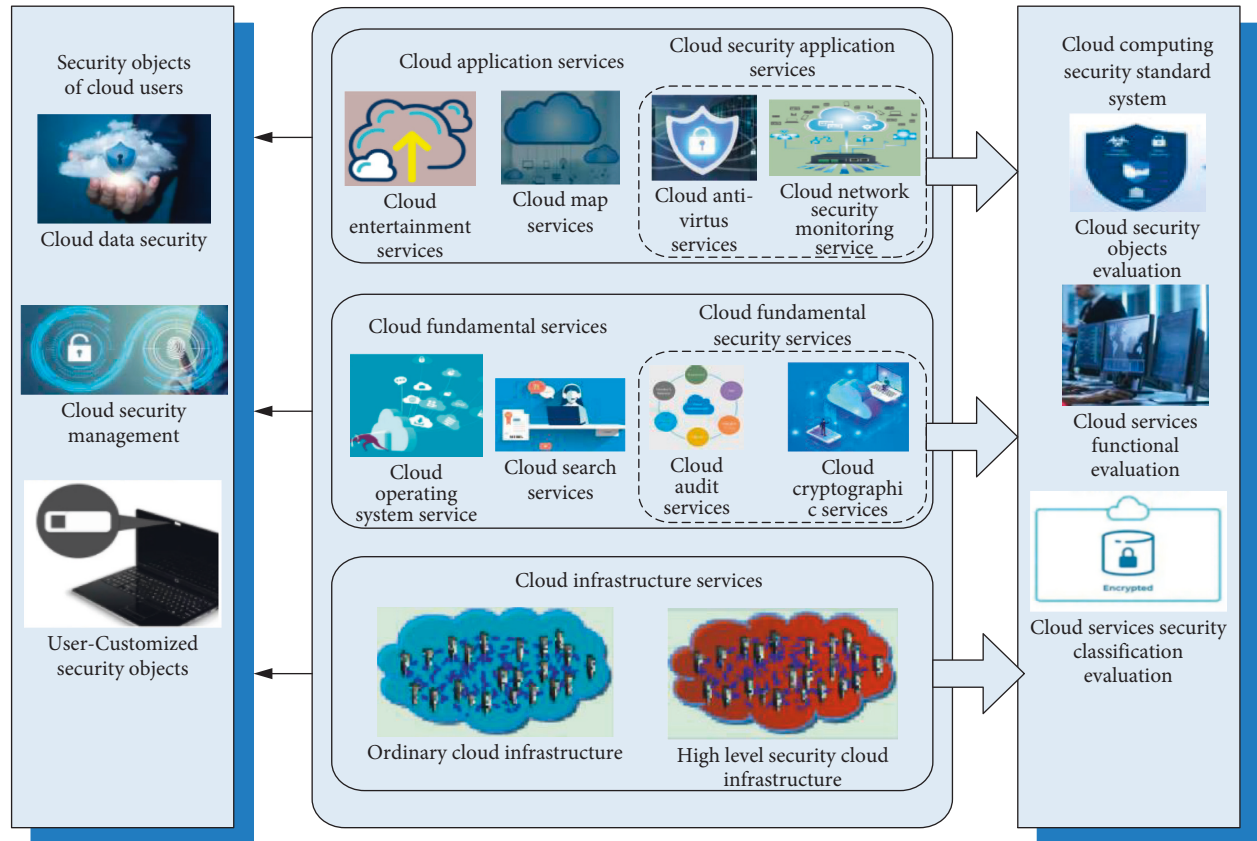 Security objects
of cloud users
Cloud data security
Cloud security
management
User-Customized
security objects
Cloud application services
Cloud security application
services
Cloud
entertainment
services
Cloud map
services
Cloud anti-
virtus
services
Cloud network
security
monitoring
service
Cloud fundamental services
Cloud fundamental
security services
Cloud
operating
system service
Cloud search
services
Cloud
audit
services
Cloud
cryptographi
c services
Cloud infrastructure services
Ordinary cloud infrastructure
High level security cloud
infrastructure
Cloud computing
security standard
system
Cloud security
objects
evaluation
Cloud services
functional
evaluation
Encrypted
Cloud services security
classification
evaluation